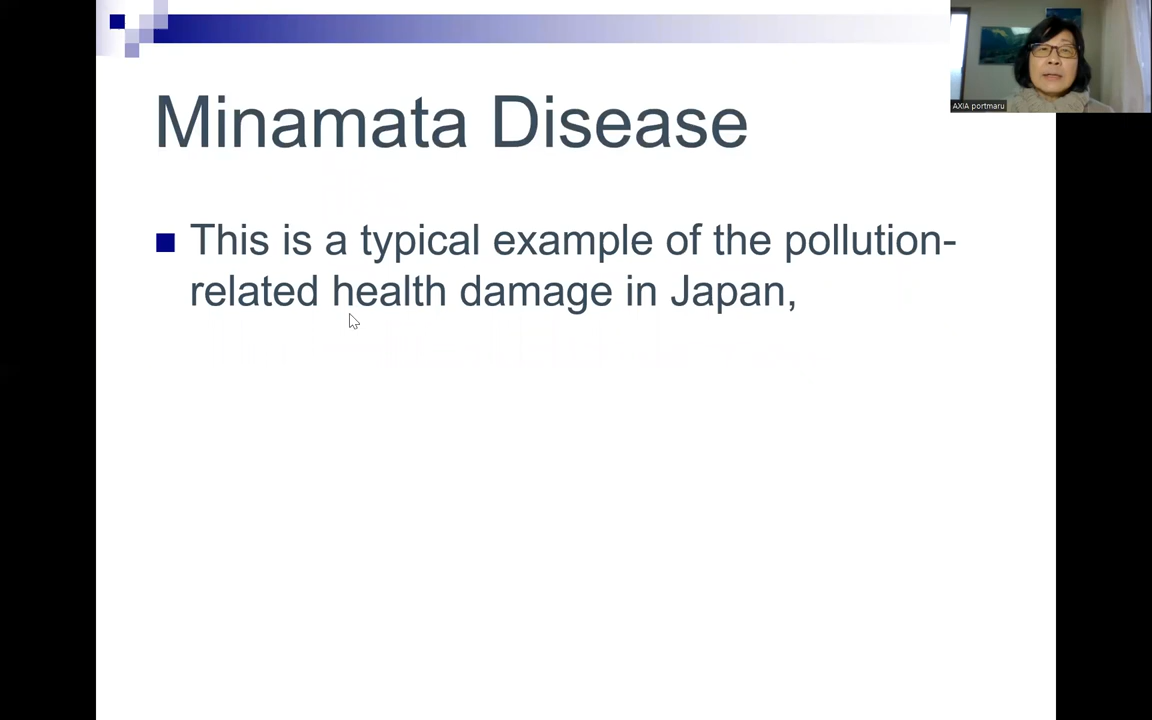 Minamata Disease
This is a typical example of the pollution-
related health damage in Japan,
AXIA portmaru